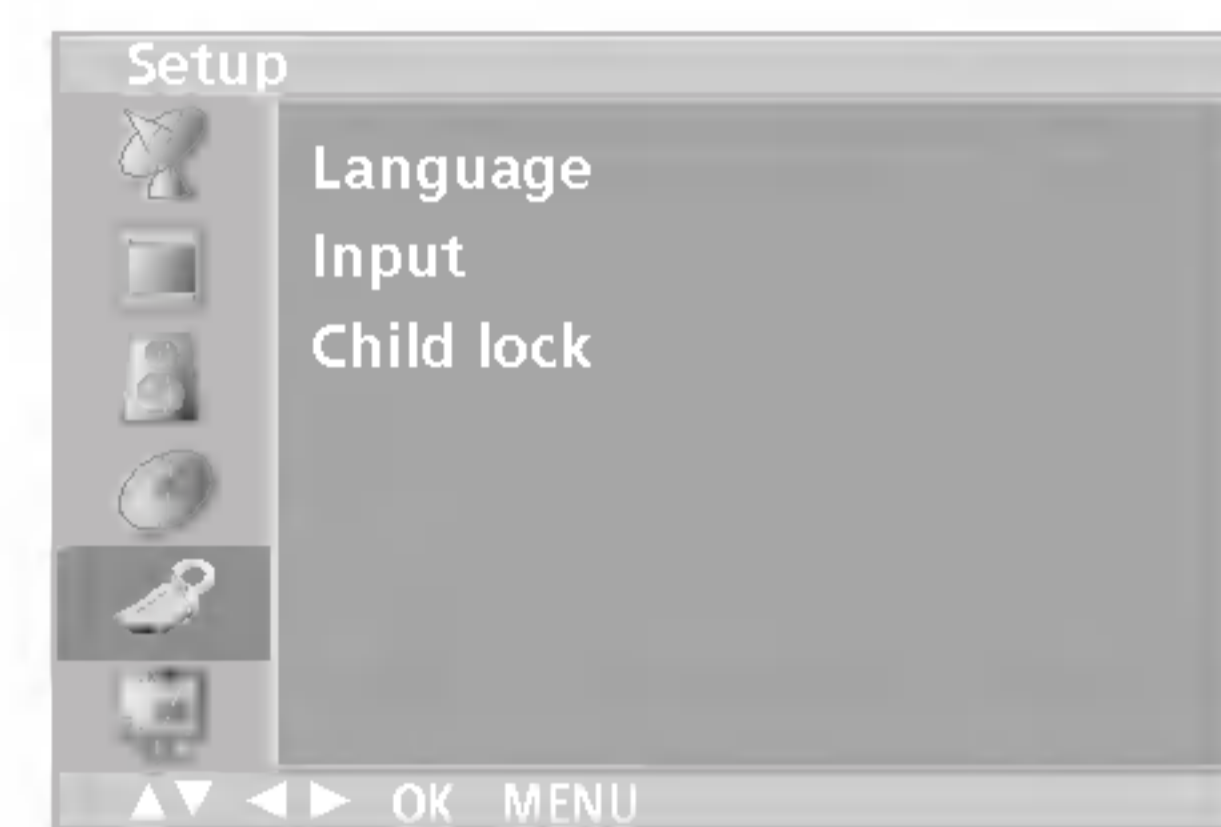 Setup
Language
Input
Child lock
▲▼ ◀ ▶ OK MENU